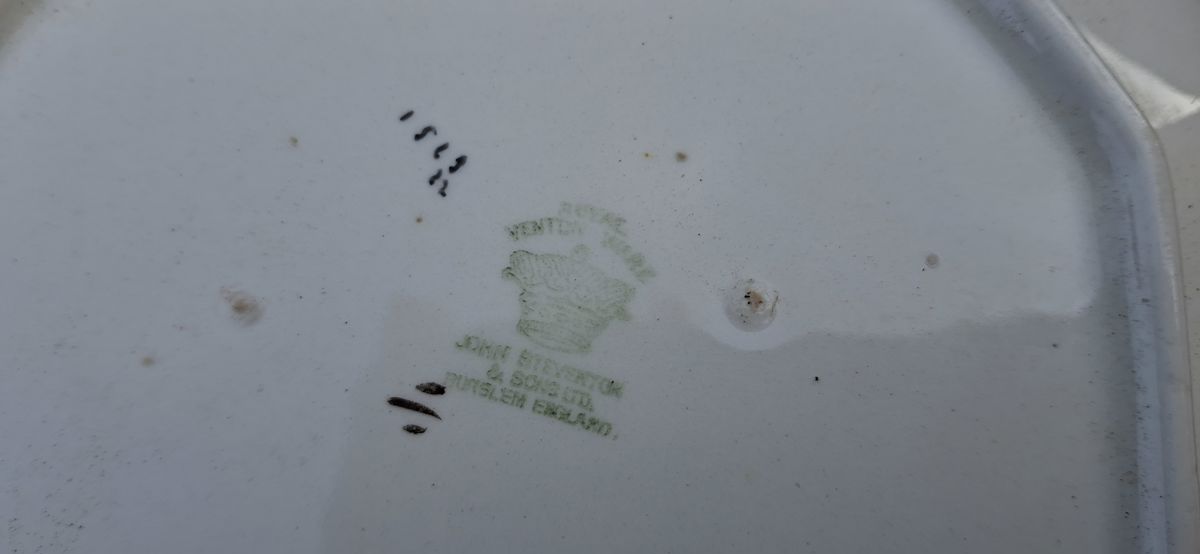 ROYAL
VENTON WARE
JOHN STEVENTON
& SONS LTD.
BURSLEM ENGLAND.